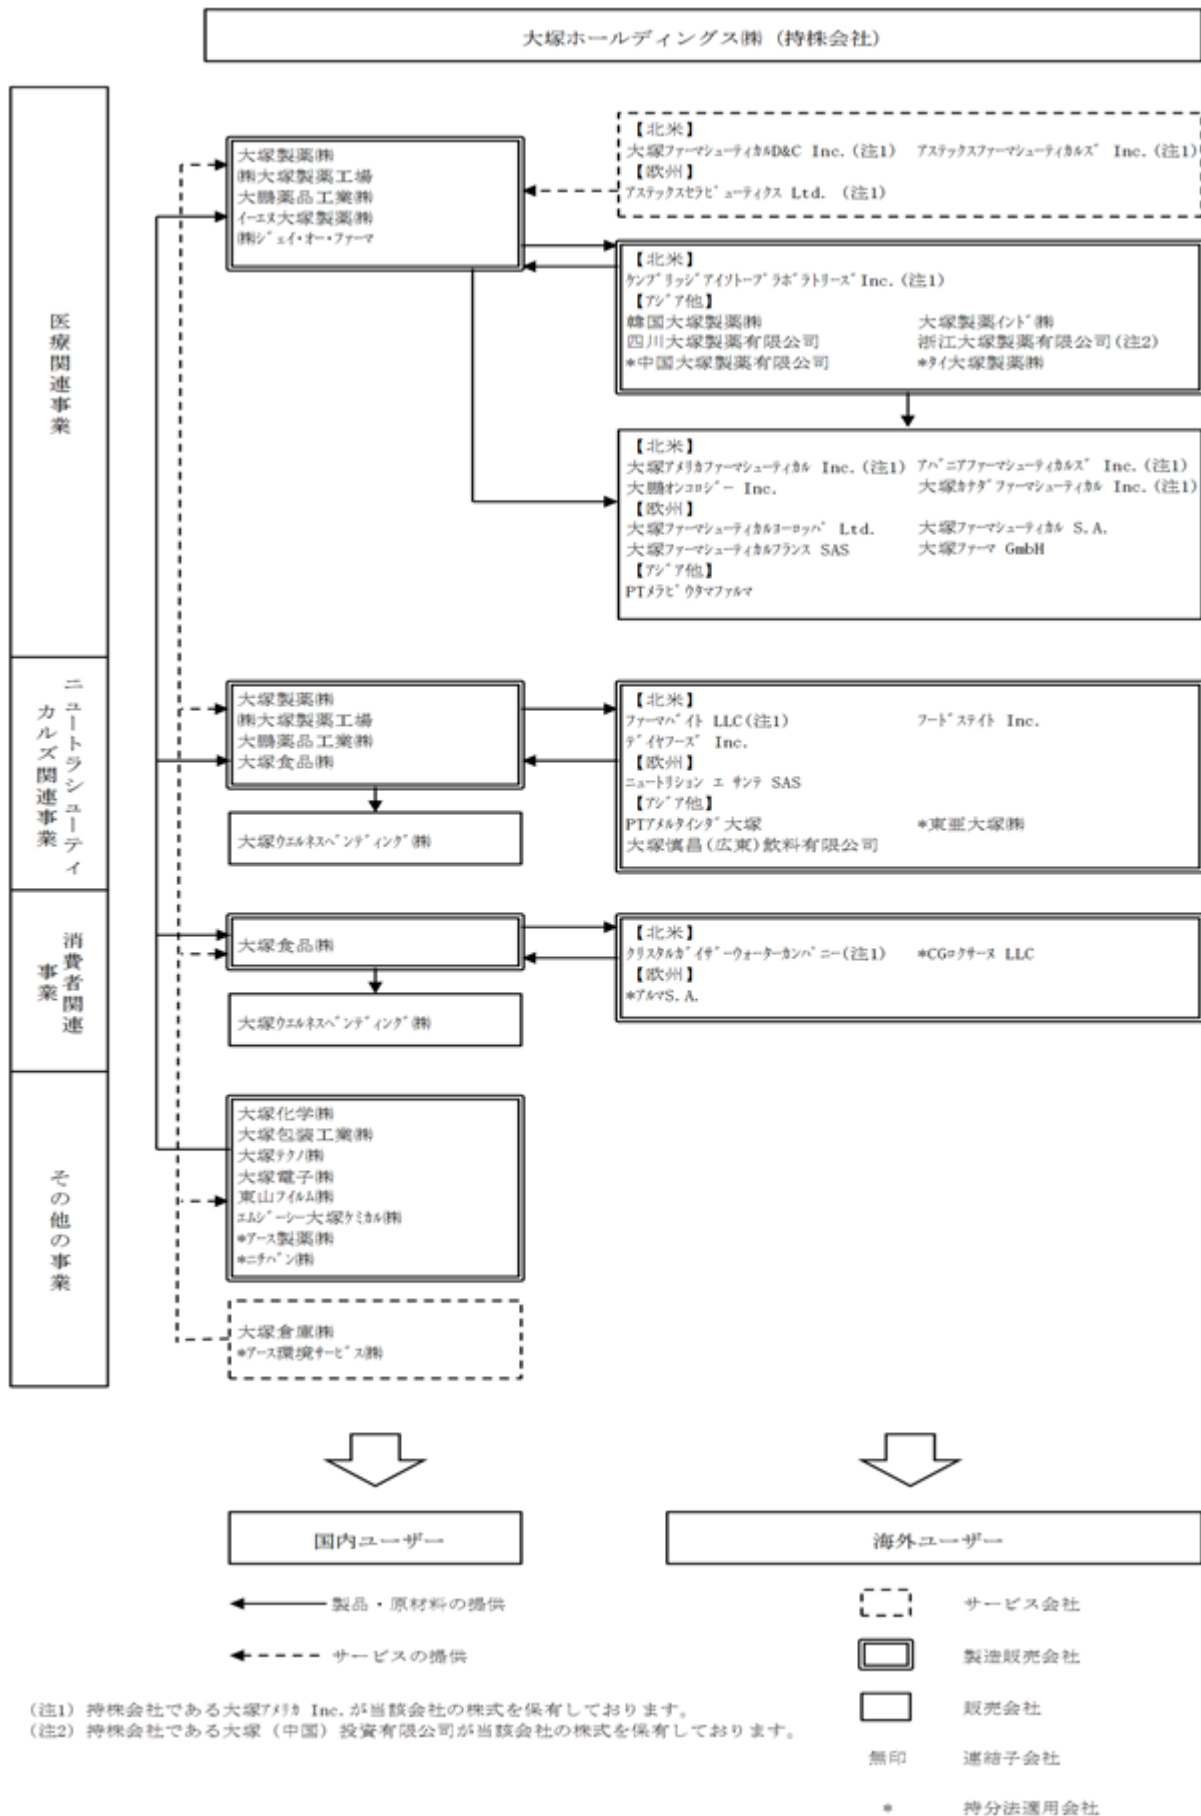 大塚ホールディングス㈱（持株会社）
医療関連事業
大塚製薬㈱
㈱大塚製薬工場
大鵬薬品工業㈱
イーエヌ大塚製薬㈱
㈱ジェイ・オー・ファーマ
【北米】
大塚ファーマシューティカルD&C Inc.(注1) アステックスファーマシューティカルズ Inc.(注1)
【欧州】
アステックスセラピューティクス Ltd. (注1)
【北米】
ケンブリッジアイソトープラボラトリーズInc.(注1)
【アジア他】
韓国大塚製薬㈱ 大塚製薬インド㈱
四川大塚製薬有限公司 浙江大塚製薬有限公司(注2)
*中国大塚製薬有限公司 *タイ大塚製薬㈱
【北米】
大塚アメリカファーマシューティカル Inc.(注1) アバニアファーマシューティカルズ Inc.(注1)
大鵬オンコロジー Inc. 大塚カナダファーマシューティカル Inc.(注1)
【欧州】
大塚ファーマシューティカルヨーロッパ Ltd. 大塚ファーマシューティカル S.A.
大塚ファーマシューティカルフランス SAS 大塚ファーマ GmbH
【アジア他】
PTメラピウタマファルマ
ニュートラシューティ
カルズ関連事業
大塚製薬㈱
㈱大塚製薬工場
大鵬薬品工業㈱
大塚食品㈱
大塚ウエルネスベンディング㈱
【北米】
ファーマバイト LLC(注1) フードステイト Inc.
デイヤフーズ Inc.
【欧州】
ニュートリション エ サンテ SAS
【アジア他】
PTアメルタインダ大塚 *東亜大塚㈱
大塚慎昌(広東)飲料有限公司
消費者関連
事業
大塚食品㈱
大塚ウエルネスベンディング㈱
【北米】
クリスタルガイザーウォーターカンパニー(注1) *CGロクサーヌ LLC
【欧州】
*アルマS.A.
その他の事業
大塚化学㈱
大塚包装工業㈱
大塚テクノ㈱
大塚電子㈱
東山フイルム㈱
エムジーシー大塚ケミカル㈱
*アース製薬㈱
*ニチバン㈱
大塚倉庫㈱
*アース環境サービス㈱
国内ユーザー 海外ユーザー
製品・原材料の提供
サービスの提供
サービス会社
製造販売会社
販売会社
無印 連結子会社
* 持分法適用会社
(注1) 持株会社である大塚アメリカ Inc.が当該会社の株式を保有しております。
(注2) 持株会社である大塚（中国）投資有限公司が当該会社の株式を保有しております。